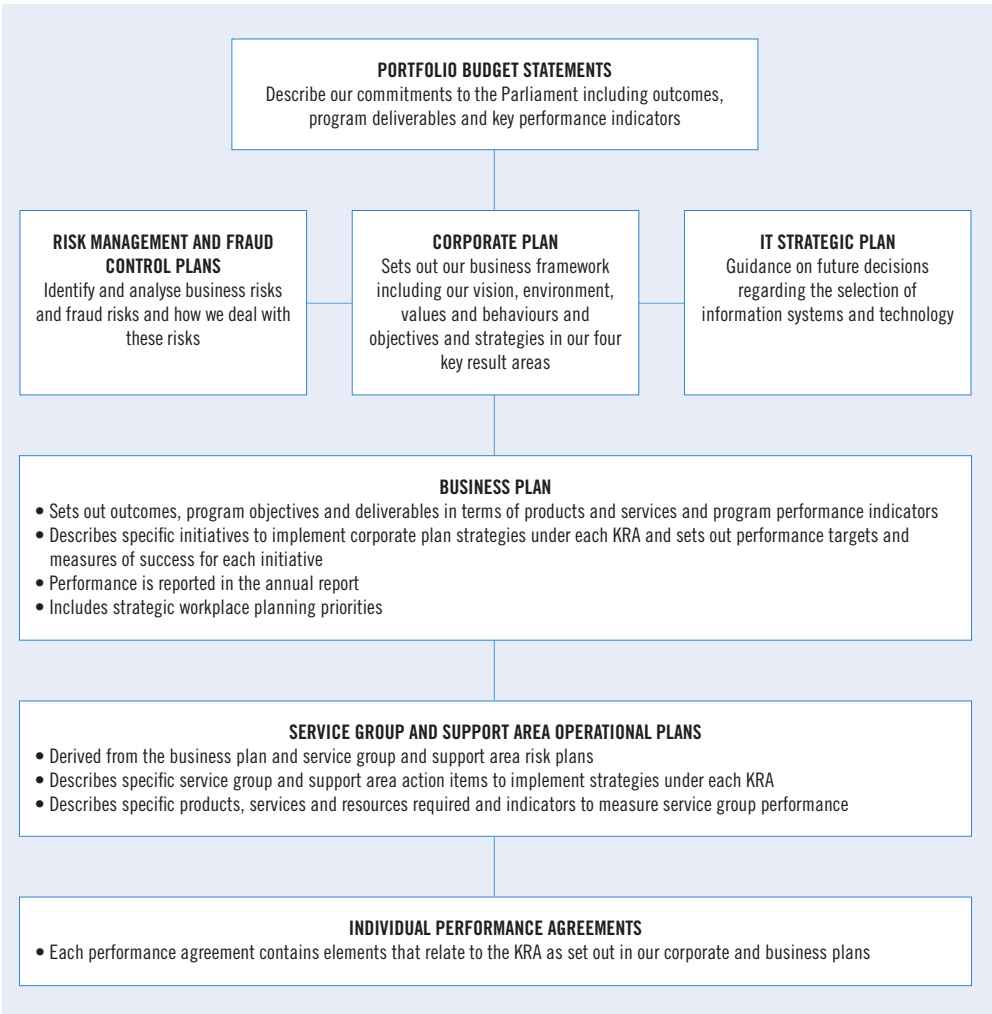 PORTFOLIO BUDGET STATEMENTS
Describe our commitments to the Parliament including outcomes,
program deliverables and key performance indicators
RISK MANAGEMENT AND FRAUD
CONTROL PLANS
Identify and analyse business risks
and fraud risks and how we deal with
these risks
CORPORATE PLAN
Sets out our business framework
including our vision, environment,
values and behaviours and
objectives and strategies in our four
key result areas
IT STRATEGIC PLAN
Guidance on future decisions
regarding the selection of
information systems and technology
BUSINESS PLAN
• Sets out outcomes, program objectives and deliverables in terms of products and services and program performance indicators
• Describes specific initiatives to implement corporate plan strategies under each KRA and sets out performance targets and
measures of success for each initiative
• Performance is reported in the annual report
• Includes strategic workplace planning priorities
SERVICE GROUP AND SUPPORT AREA OPERATIONAL PLANS
• Derived from the business plan and service group and support area risk plans
• Describes specific service group and support area action items to implement strategies under each KRA
• Describes specific products, services and resources required and indicators to measure service group performance
INDIVIDUAL PERFORMANCE AGREEMENTS
• Each performance agreement contains elements that relate to the KRA as set out in our corporate and business plans